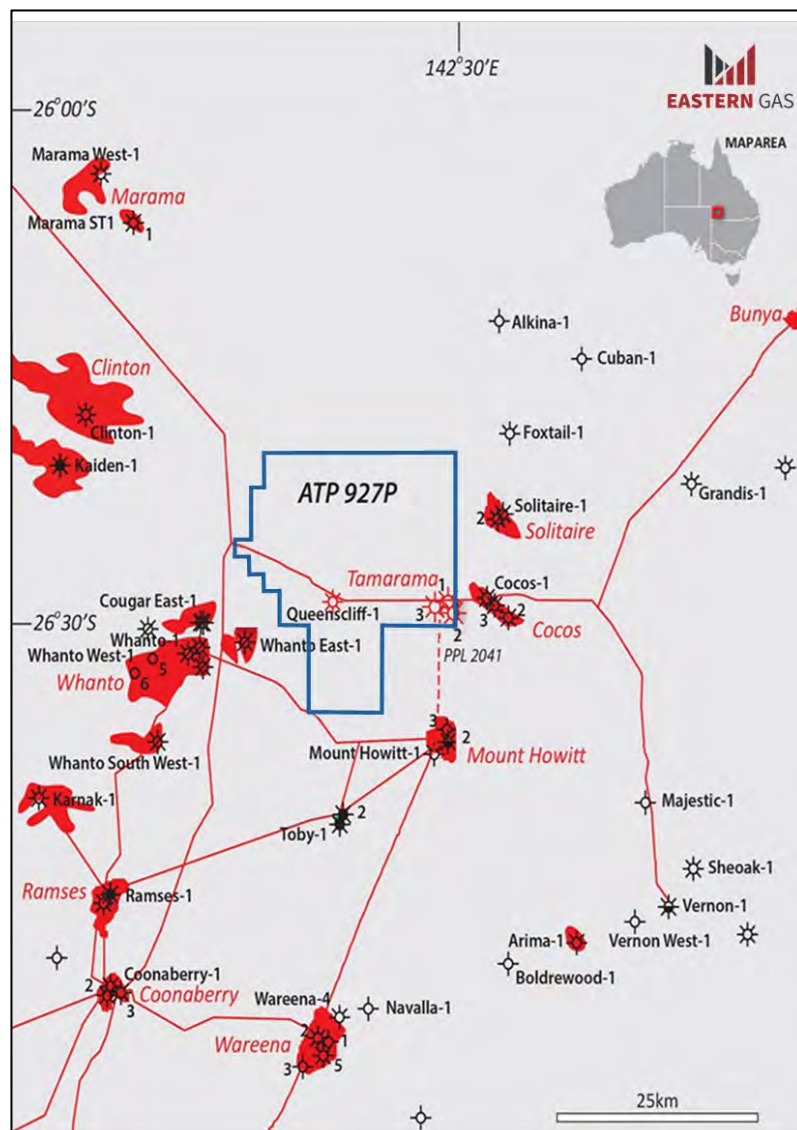 142°30'E
26°00'S
EASTERN GAS
MAPAREA
Marama West-1
Marama
Marama ST1
1
Bunya
Alkina-1
Cuban-1
Clinton
Clinton-1
Foxtail-1
Kaiden-1
Grandis-1
ATP 927P
Solitaire-1
2
Solitaire
Tamarama
1
Cocos-1
Cougar East-1
Queenscliff-1
3
2
3
2
Cocos
26°30'S
Whanto-1
Whanto East-1
Whanto West-1
5
PPL 2041
6
Whanto
3
2
Mount Howitt-1
Mount Howitt
Whanto South West-1
Karnak-1
Majestic-1
2
Toby-1
Sheoak-1
Ramses
Ramses-1
Vernon-1
Arima-1
Vernon West-1
Boldrewood-1
Coonaberry-1
2
Coonaberry
3
Wareena-4
Navalla-1
2
1
Wareena
5
3
25km